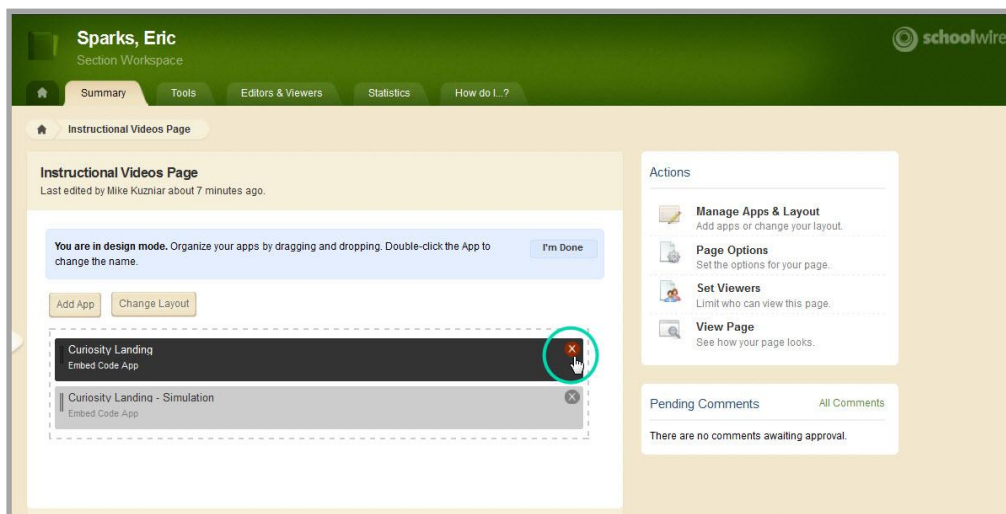 Sparks, Eric
Section Workspace
schoolwire
Summary
Tools
Editors & Viewers
Statistics
How do I...?
Instructional Videos Page
Instructional Videos Page
Last edited by Mike Kuzniar about 7 minutes ago.
You are in design mode. Organize your apps by dragging and dropping. Double-click the App to
change the name.
I'm Done
Add App
Change Layout
Curiosity Landing
Embed Code App
Curiosity Landing - Simulation
Embed Code App
Actions
Manage Apps & Layout
Add apps or change your layout.
Page Options
Set the options for your page.
Set Viewers
Limit who can view this page.
View Page
See how your page looks.
Pending Comments
All Comments
There are no comments awaiting approval.